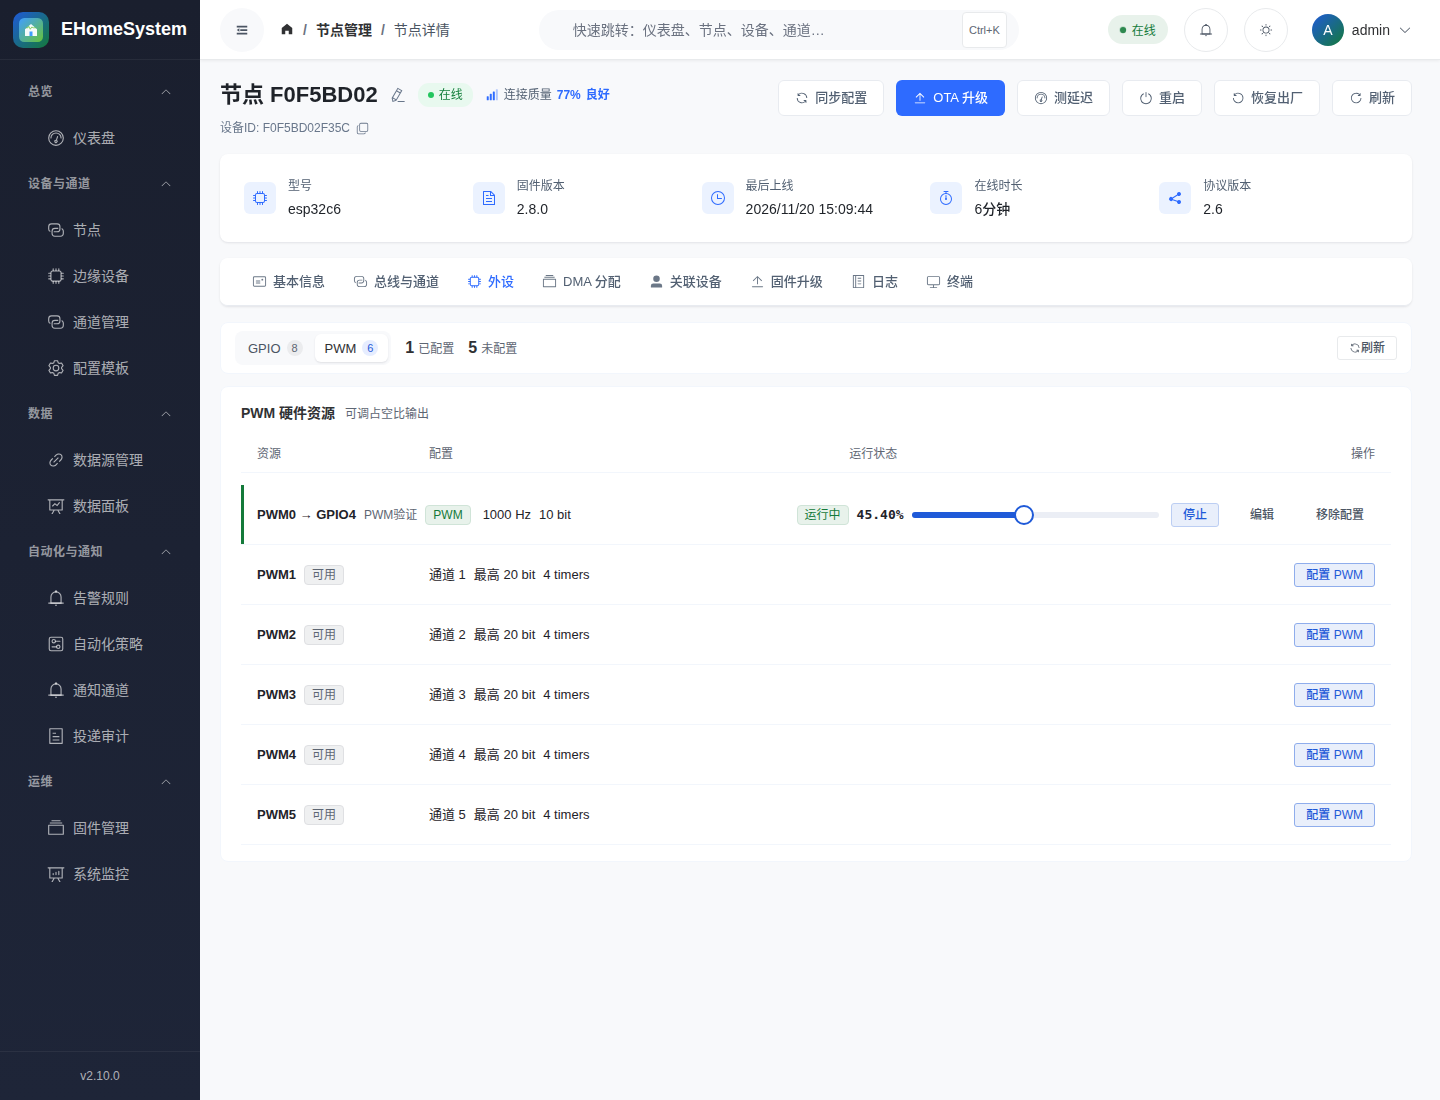 EHomeSystem
总览
仪表盘
设备与通道
节点
边缘设备
通道管理
配置模板
数据
数据源管理
数据面板
自动化与通知
告警规则
自动化策略
通知通道
投递审计
运维
固件管理
系统监控
v2.10.0
/ 节点管理 / 节点详情
快速跳转：仪表盘、节点、设备、通道… Ctrl+K
在线
A admin
节点 F0F5BD02 在线 连接质量 77% 良好
同步配置 OTA 升级 测延迟 重启 恢复出厂 刷新
设备ID: F0F5BD02F35C
型号 固件版本 最后上线 在线时长 协议版本
esp32c6 2.8.0 2026/11/20 15:09:44 6分钟 2.6
基本信息 总线与通道 外设 DMA 分配 关联设备 固件升级 日志 终端
GPIO 8 PWM 6 1 已配置 5 未配置 刷新
PWM 硬件资源 可调占空比输出
资源 配置 运行状态 操作
PWM0 → GPIO4 PWM验证 PWM 1000 Hz 10 bit 运行中 45.40% 停止 编辑 移除配置
PWM1 可用 通道 1 最高 20 bit 4 timers 配置 PWM
PWM2 可用 通道 2 最高 20 bit 4 timers 配置 PWM
PWM3 可用 通道 3 最高 20 bit 4 timers 配置 PWM
PWM4 可用 通道 4 最高 20 bit 4 timers 配置 PWM
PWM5 可用 通道 5 最高 20 bit 4 timers 配置 PWM